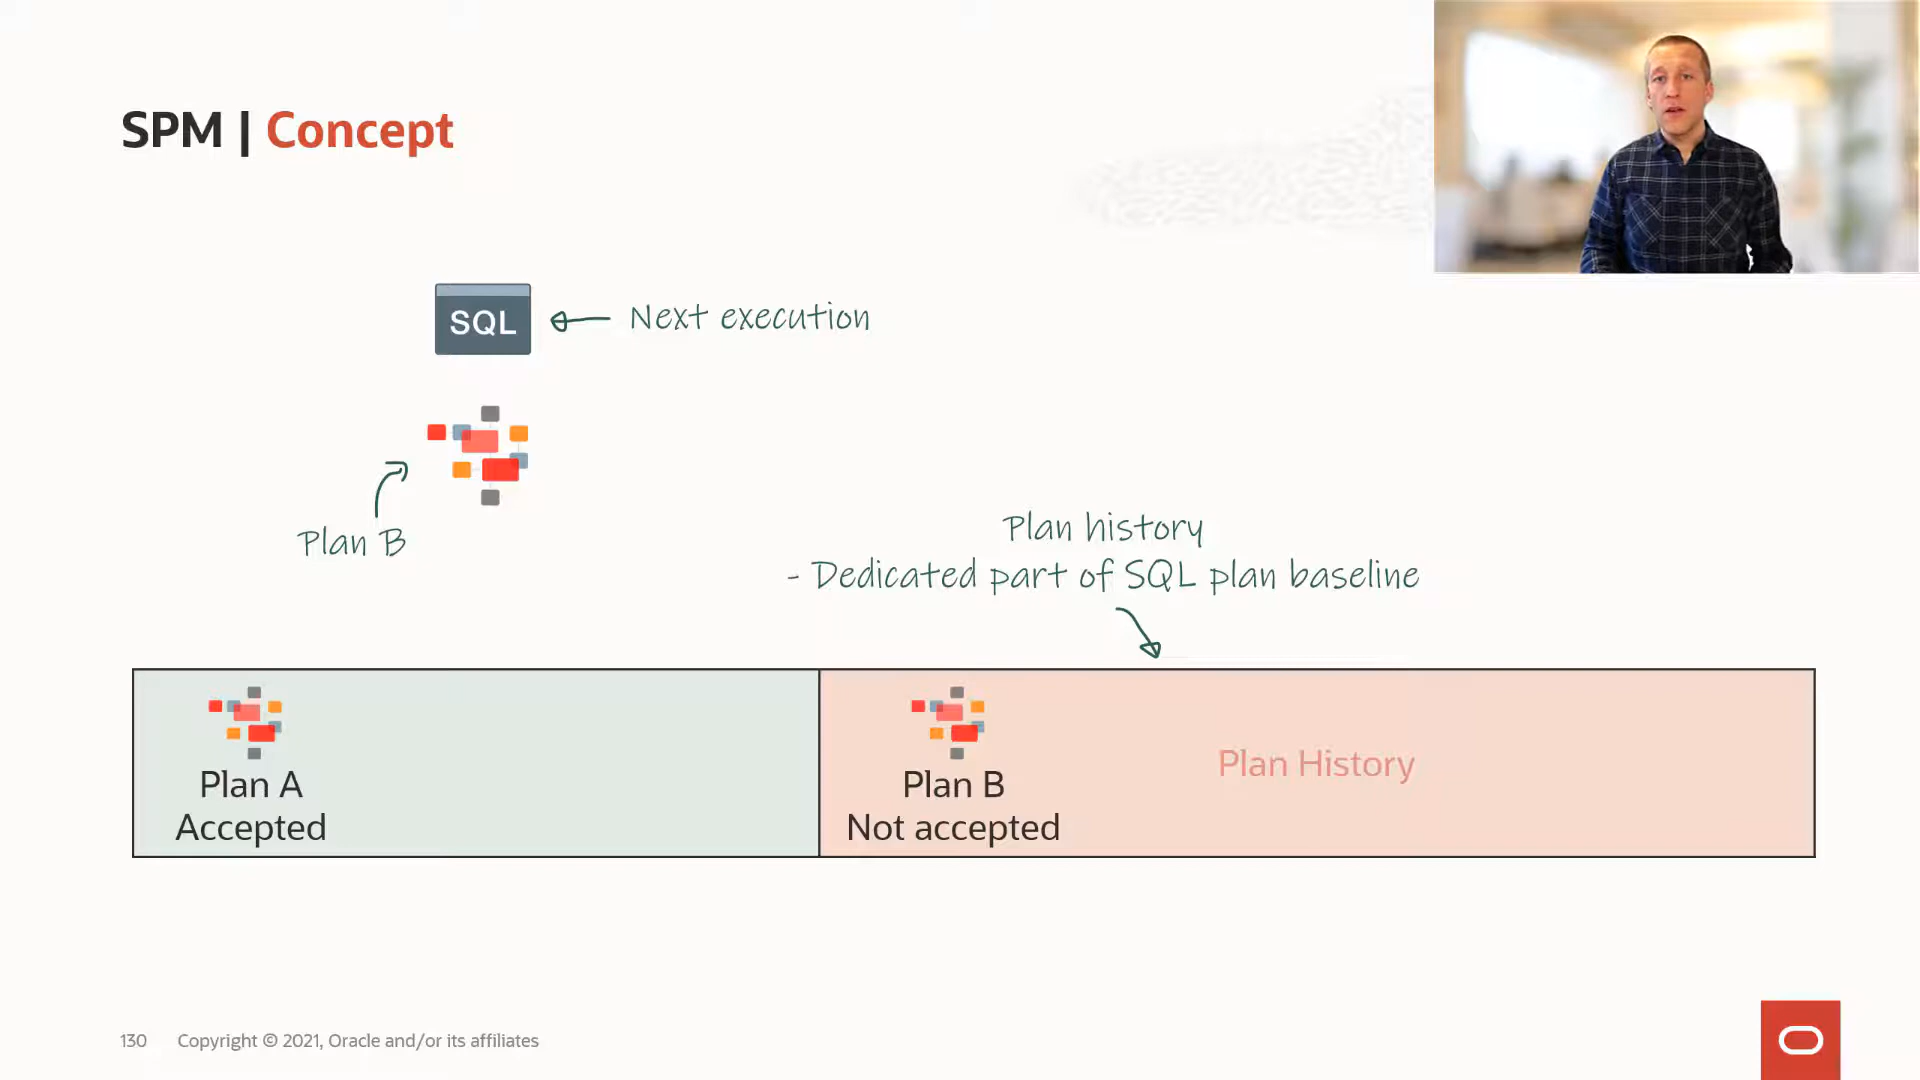 SPM | Concept
SQL
Next execution
Plan B
Plan history
- Dedicated part of SQL plan baseline
Plan A
Accepted
Plan B
Not accepted
Plan History
130 Copyright © 2021, Oracle and/or its affiliates